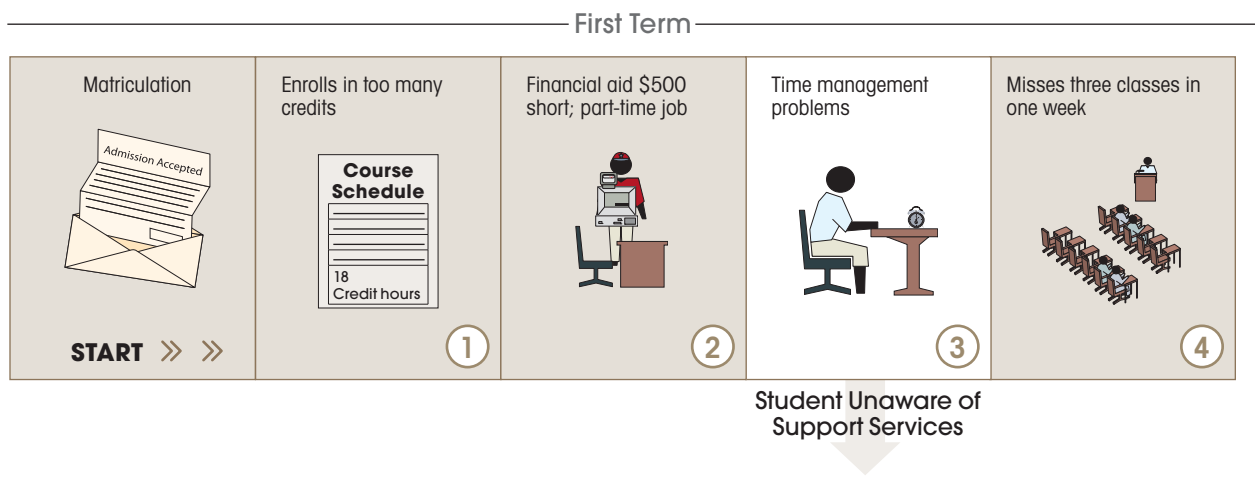 First Term
Matriculation
Admission Accepted
START
Enrolls in too many
credits
Course
Schedule
18
Credit hours
1
Financial aid $500
short; part-time job
2
Time management
problems
3
Misses three classes in
one week
4
Student Unaware of
Support Services